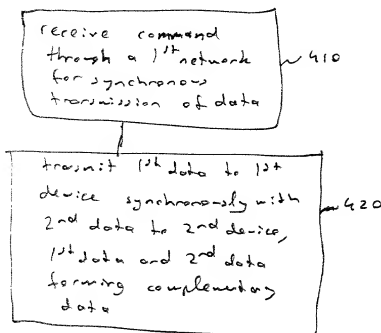 receive command
through a 1st network
for synchronous
transmission of data
410
transmit 1st data to 1st
device synchronously with
2nd data to 2nd device,
1st data and 2nd data
forming complementary
data
420